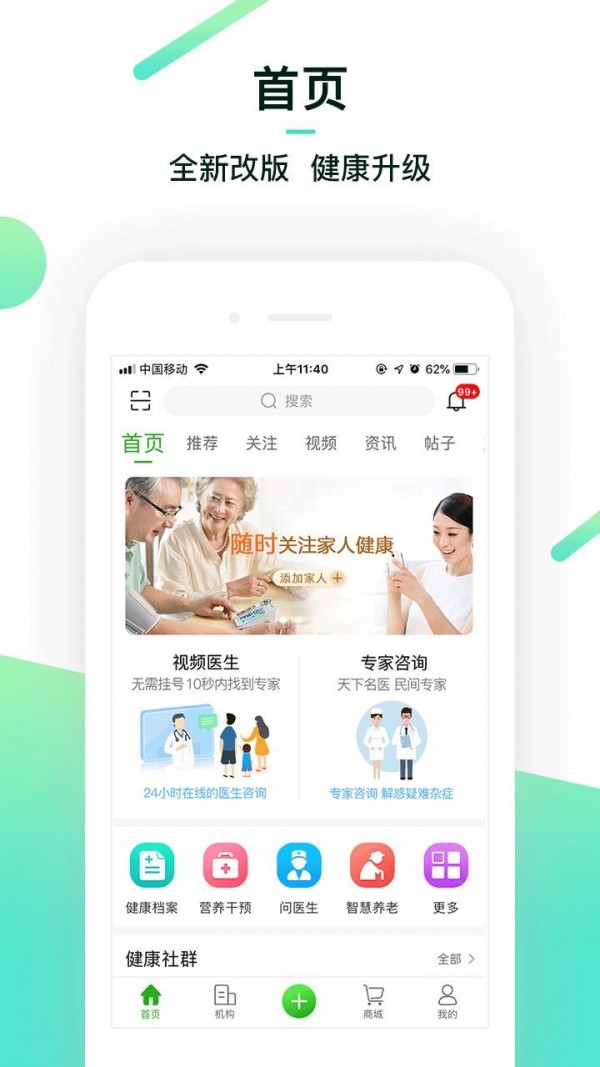 首页
全新改版 健康升级
中国移动 上午11:40 62%
搜索 99+
首页 推荐 关注 视频 资讯 帖子
随时关注家人健康
添加家人 +
视频医生
无需挂号10秒内找到专家
24小时在线的医生咨询
专家咨询
天下名医 民间专家
专家咨询 解惑疑难杂症
健康档案 营养干预 问医生 智慧养老 更多
健康社群 全部 >
首页 机构 商城 我的